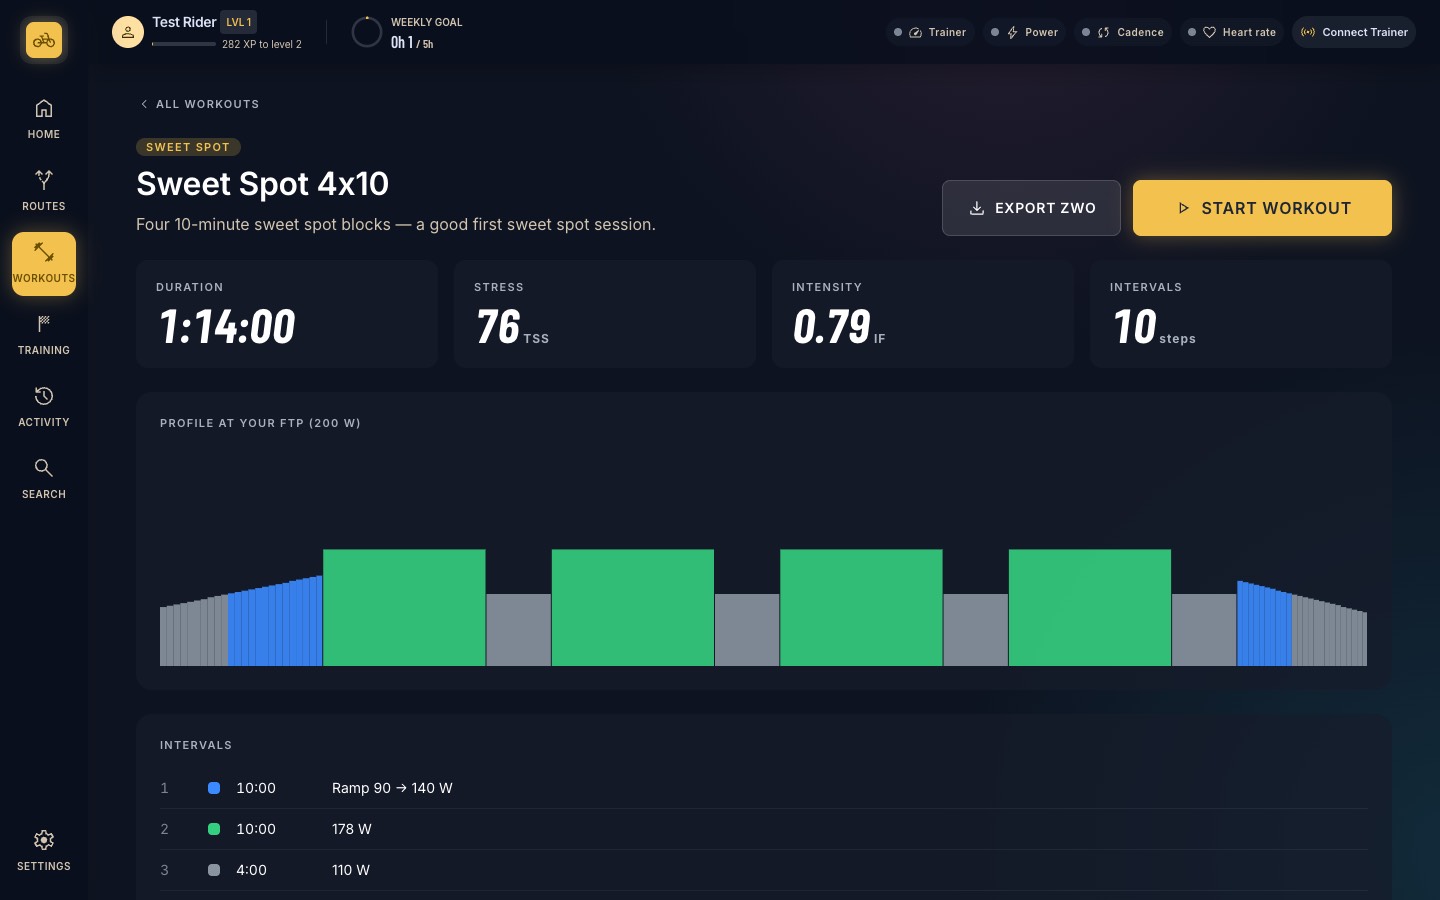 Test Rider LVL 1
282 XP to level 2
WEEKLY GOAL
0h 1 / 5h
Trainer
Power
Cadence
Heart rate
Connect Trainer
HOME
ROUTES
WORKOUTS
TRAINING
ACTIVITY
SEARCH
SETTINGS
ALL WORKOUTS
SWEET SPOT
Sweet Spot 4x10
Four 10-minute sweet spot blocks — a good first sweet spot session.
EXPORT ZWO
START WORKOUT
DURATION
1:14:00
STRESS
76 TSS
INTENSITY
0.79 IF
INTERVALS
10 steps
PROFILE AT YOUR FTP (200 W)
INTERVALS
1 10:00 Ramp 90 → 140 W
2 10:00 178 W
3 4:00 110 W